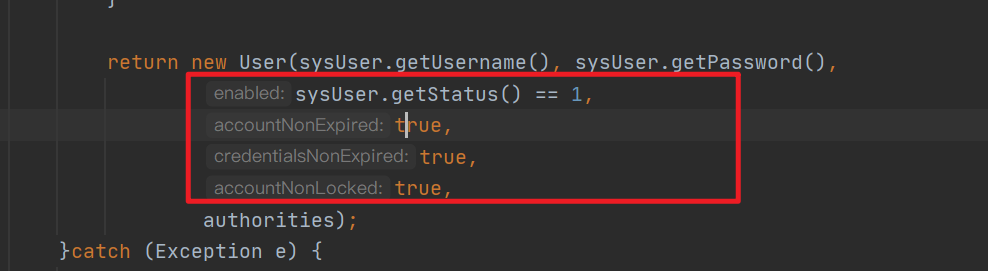 }
return new User(sysUser.getUsername(), sysUser.getPassword(),
enabled: sysUser.getStatus() == 1,
accountNonExpired: true,
credentialsNonExpired: true,
accountNonLocked: true,
authorities);
}catch (Exception e) {